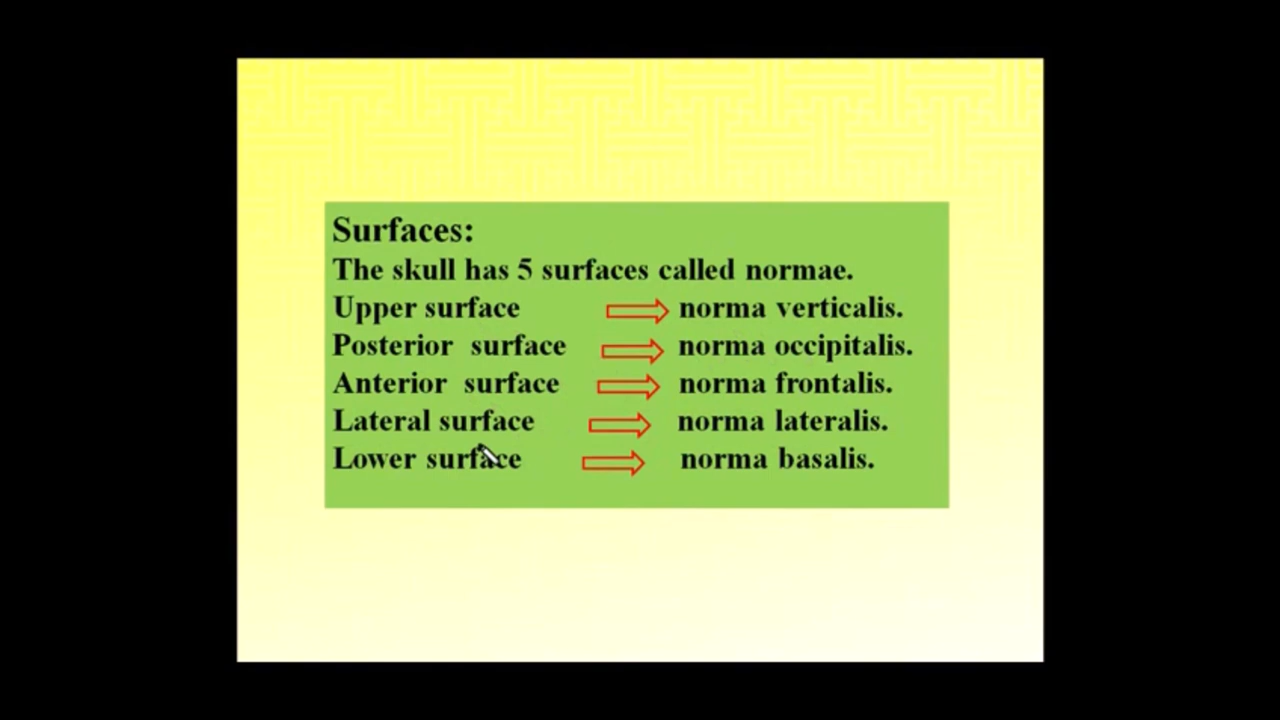 Surfaces:
The skull has 5 surfaces called normae.
Upper surface norma verticalis.
Posterior surface norma occipitalis.
Anterior surface norma frontalis.
Lateral surface norma lateralis.
Lower surface norma basalis.